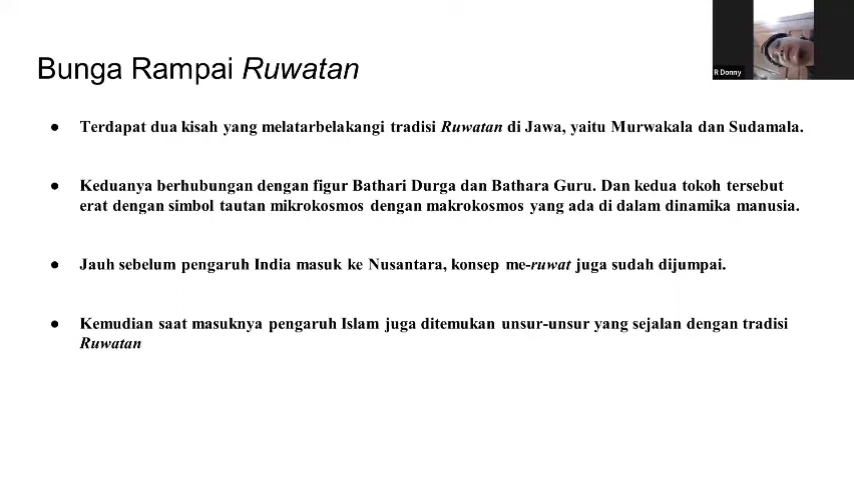 Bunga Rampai Ruwatan
R Donny
● Terdapat dua kisah yang melatarbelakangi tradisi Ruwatan di Jawa, yaitu Murwakala dan Sudamala.
● Keduanya berhubungan dengan figur Bathari Durga dan Bathara Guru. Dan kedua tokoh tersebut
erat dengan simbol tautan mikrokosmos dengan makrokosmos yang ada di dalam dinamika manusia.
● Jauh sebelum pengaruh India masuk ke Nusantara, konsep me-ruwat juga sudah dijumpai.
● Kemudian saat masuknya pengaruh Islam juga ditemukan unsur-unsur yang sejalan dengan tradisi
Ruwatan